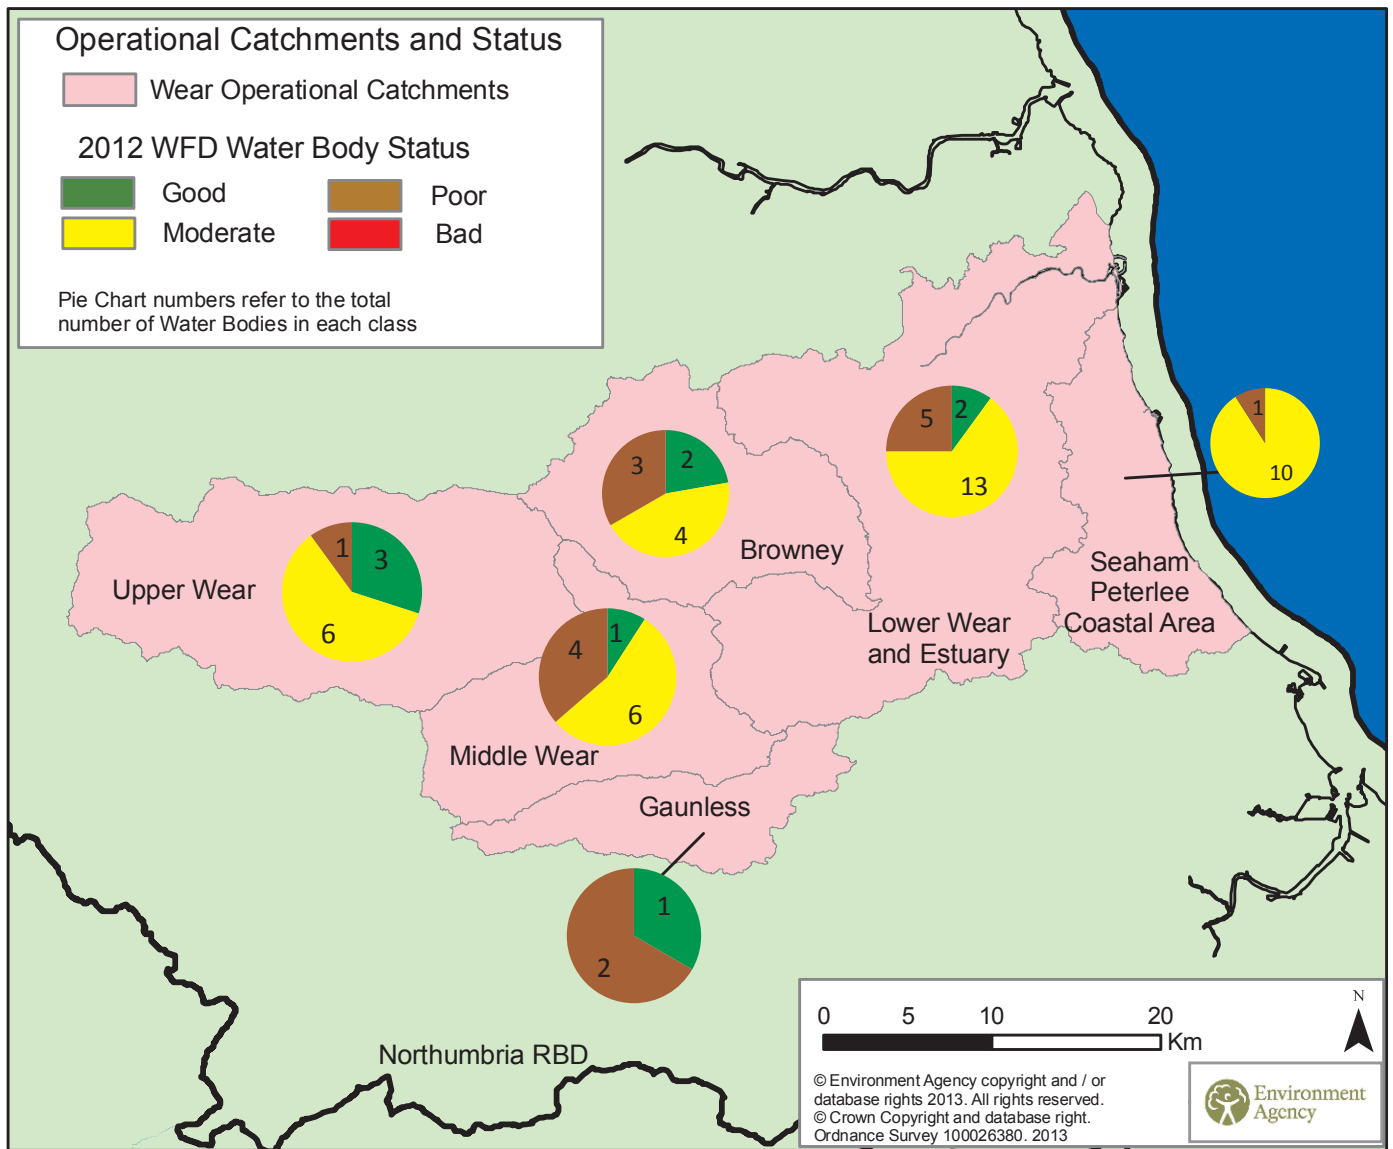 Operational Catchments and Status
Wear Operational Catchments
2012 WFD Water Body Status
Good
Poor
Moderate
Bad
Pie Chart numbers refer to the total
number of Water Bodies in each class
5
2
13
1
10
3
2
4
Browney
Seaham
Peterlee
Coastal Area
1
3
6
Upper Wear
Lower Wear
and Estuary
4
1
6
Middle Wear
Gaunless
1
2
Northumbria RBD
0
5
10
20
Km
N
© Environment Agency copyright and / or
database rights 2013. All rights reserved.
© Crown Copyright and database right.
Ordnance Survey 100026380. 2013
Environment
Agency